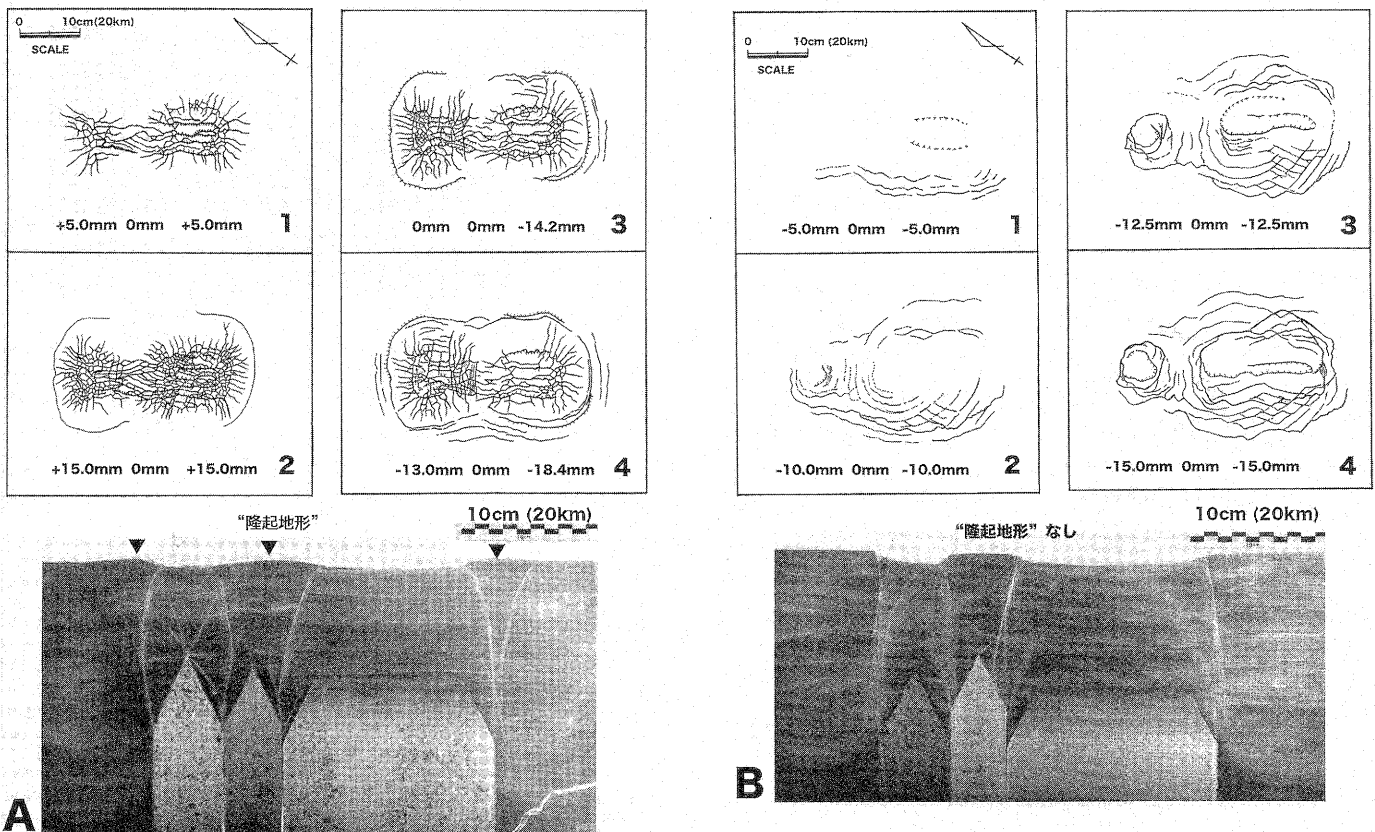 0 10cm(20km)
SCALE
+5.0mm 0mm +5.0mm 1
0mm 0mm -14.2mm 3
+15.0mm 0mm +15.0mm 2
-13.0mm 0mm -18.4mm 4
"隆起地形"
10cm (20km)
A
0 10cm (20km)
SCALE
-5.0mm 0mm -5.0mm 1
-12.5mm 0mm -12.5mm 3
-10.0mm 0mm -10.0mm 2
-15.0mm 0mm -15.0mm 4
"隆起地形" なし
10cm (20km)
B